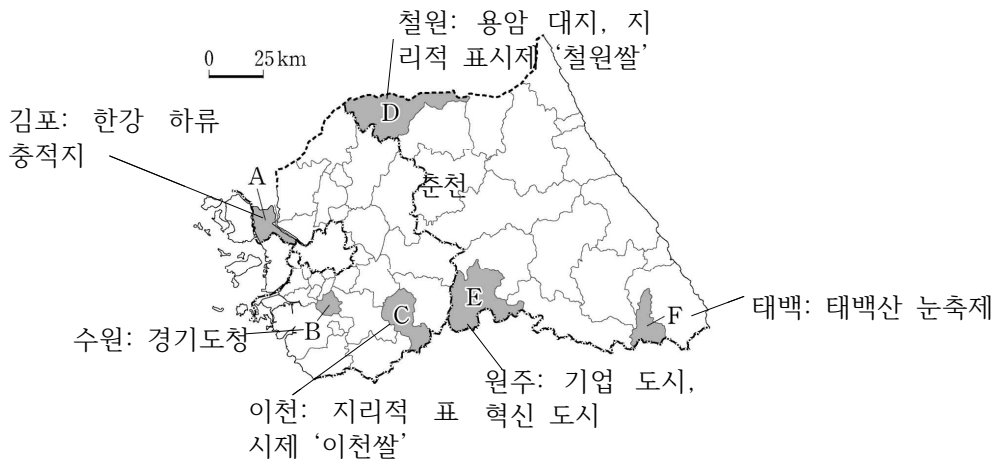 철원: 용암 대지, 지
리적 표시제 ‘철원쌀’
0 25km
김포: 한강 하류
충적지
D
A
춘천
E
C
B
F
태백: 태백산 눈축제
수원: 경기도청
원주: 기업 도시,
혁신 도시
이천: 지리적 표
시제 ‘이천쌀’